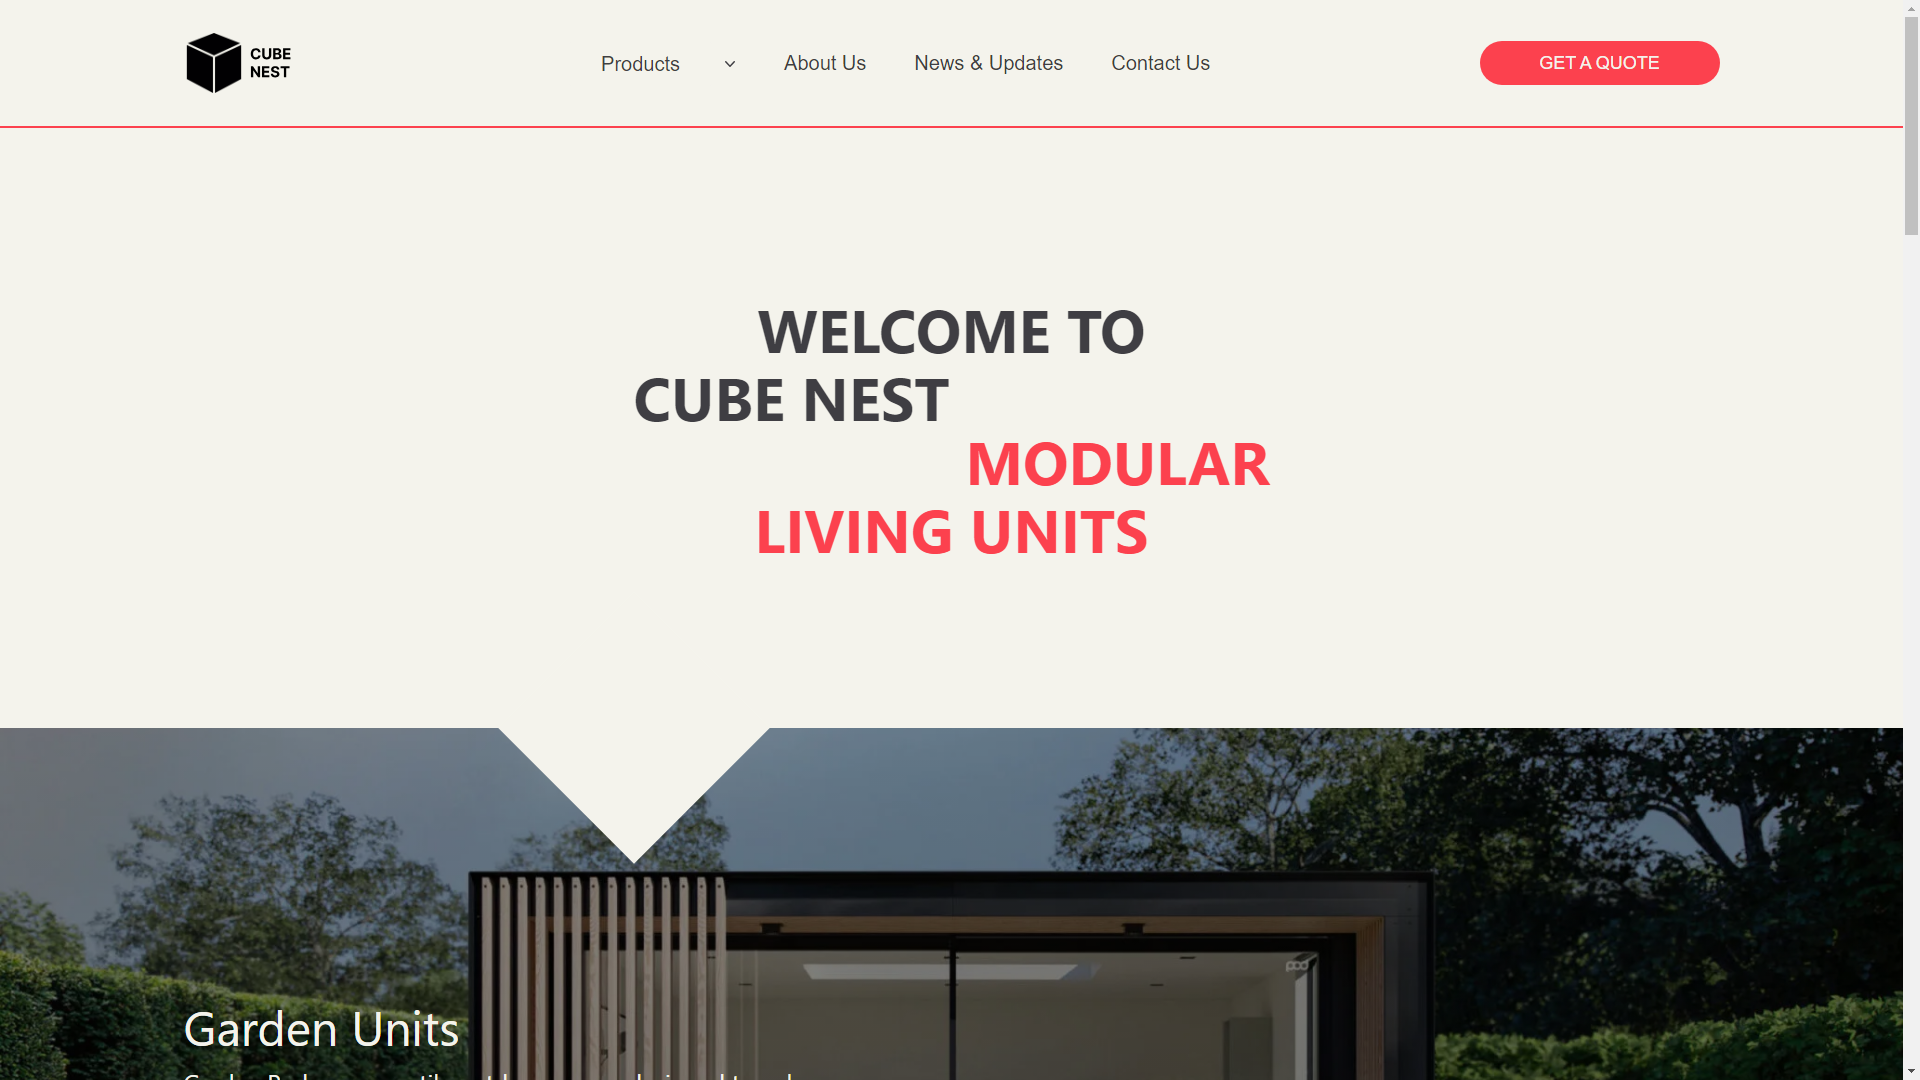 CUBE
NEST
Products
About Us
News & Updates
Contact Us
GET A QUOTE
WELCOME TO
CUBE NEST
MODULAR
LIVING UNITS
pod
Garden Units